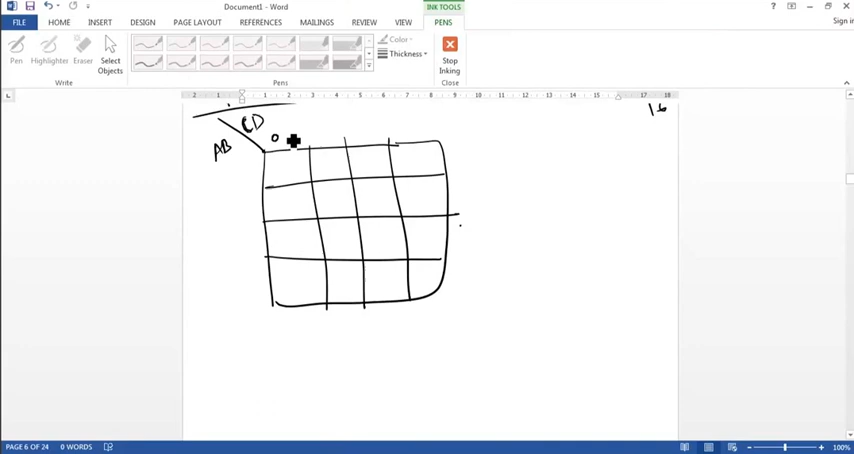 Document1 - Word
INK TOOLS
FILE HOME INSERT DESIGN PAGE LAYOUT REFERENCES MAILINGS REVIEW VIEW PENS
Sign in
Pen Highlighter Eraser Select Objects
Color
Thickness
Stop Inking
Write Pens Close
2 1 1 2 3 4 5 6 7 8 9 10 11 12 13 14 15 17 18
16
CD
0
AB
PAGE 6 OF 24 0 WORDS
100%